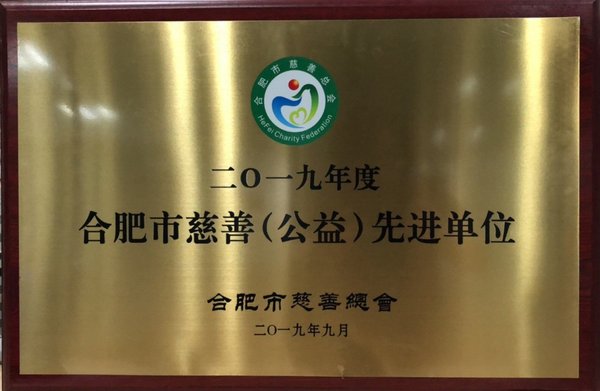 合肥市慈善总会
HeFei Charity Federation
二O一九年度
合肥市慈善(公益)先进单位
合肥市慈善總會
二O一九年九月